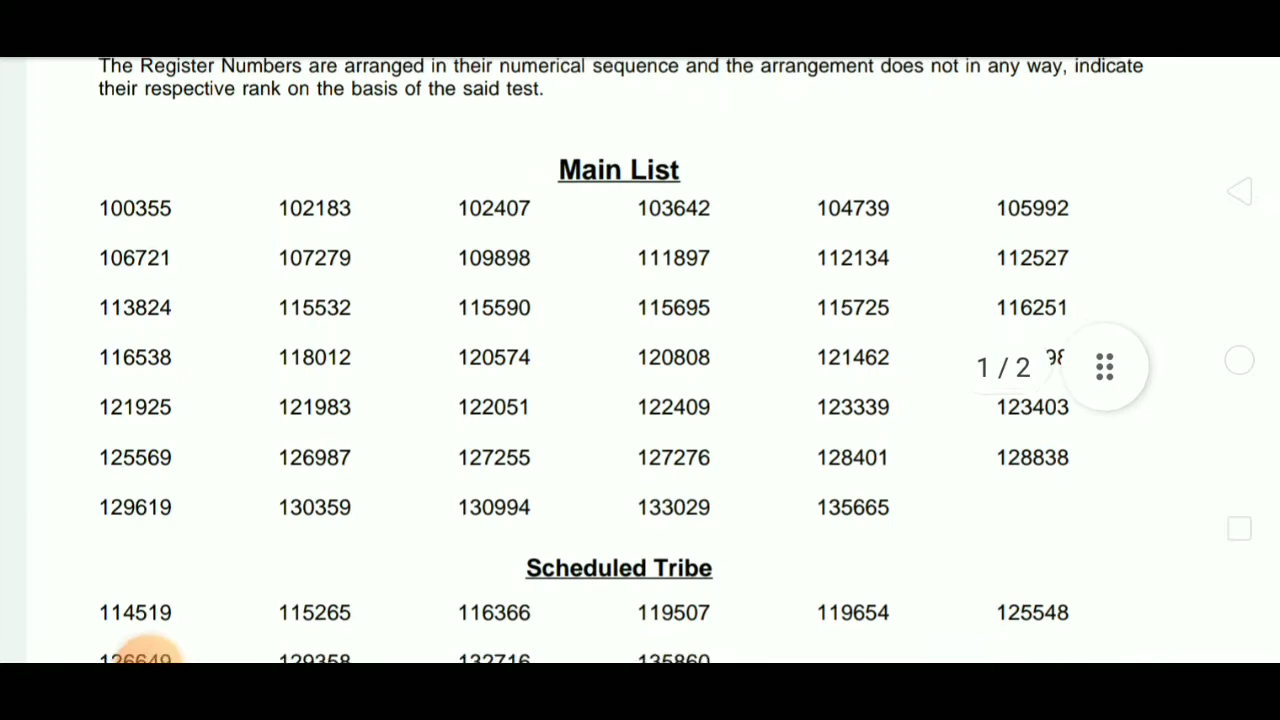 The Register Numbers are arranged in their numerical sequence and the arrangement does not in any way, indicate
their respective rank on the basis of the said test.
Main List
100355 102183 102407 103642 104739 105992
106721 107279 109898 111897 112134 112527
113824 115532 115590 115695 115725 116251
116538 118012 120574 120808 121462
1 / 2
121925 121983 122051 122409 123339 123403
125569 126987 127255 127276 128401 128838
129619 130359 130994 133029 135665
Scheduled Tribe
114519 115265 116366 119507 119654 125548
126649 129358 132716 135860